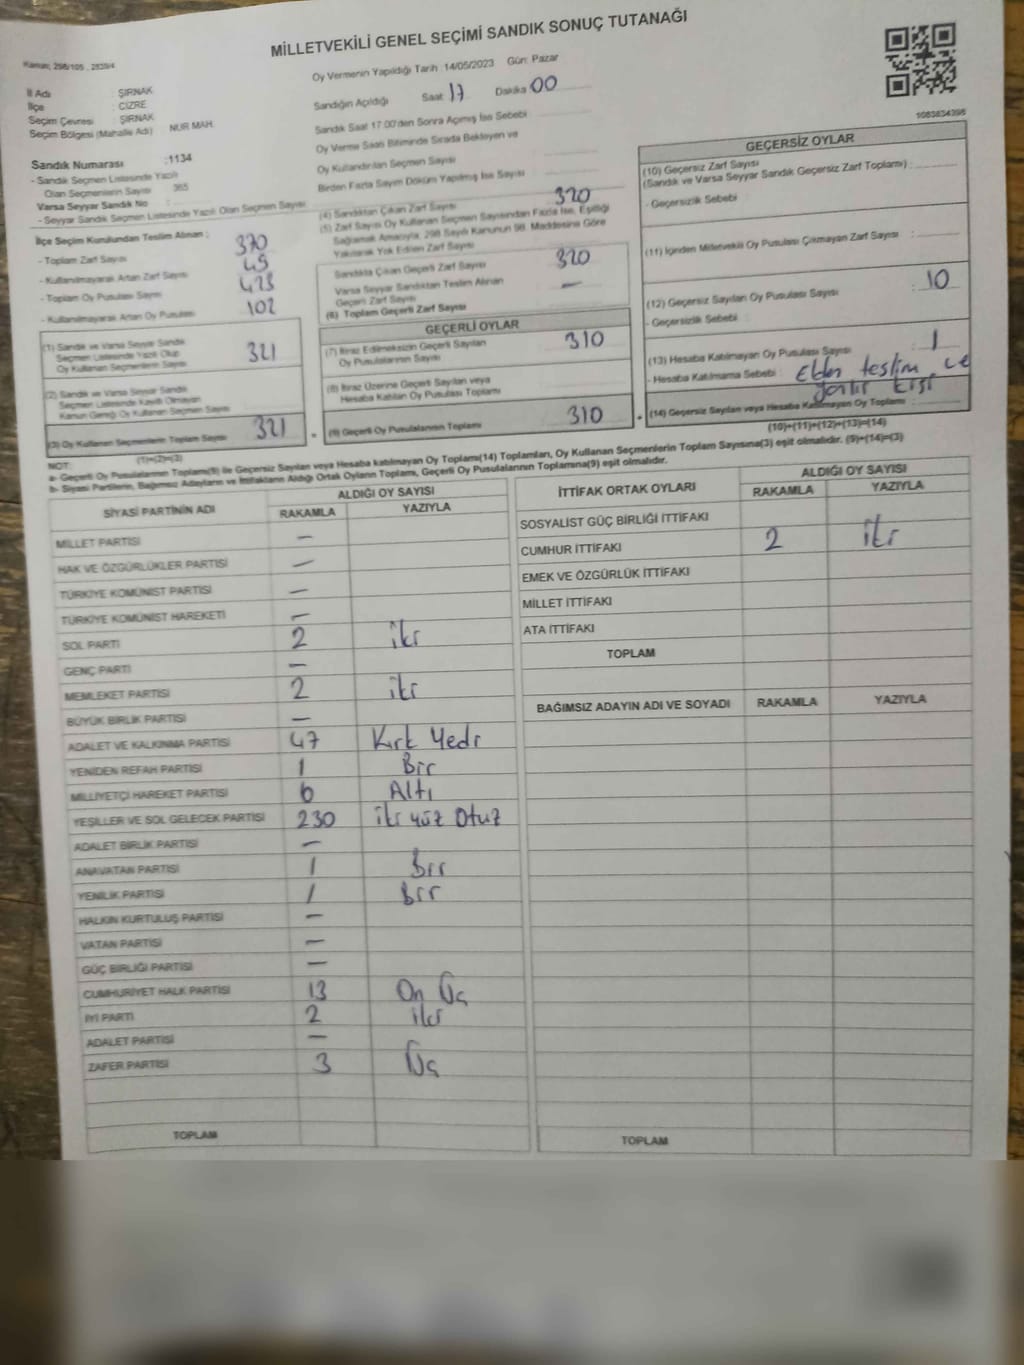 MİLLETVEKİLİ GENEL SEÇİMİ SANDIK SONUÇ TUTANAĞI
Kanun; 298/105 , 2839/4
Oy Vermenin Yapıldığı Tarih : 14/05/2023 Gün: Pazar
İl Adı : ŞIRNAK
İlçe : CİZRE
Seçim Çevresi : ŞIRNAK
Seçim Bölgesi (Mahalle Adı) NUR MAH.
Sandık Numarası :1134
- Sandık Seçmen Listesinde Yazılı
Olan Seçmenlerin Sayısı 365
Varsa Seyyar Sandık No :
- Seyyar Sandık Seçmen Listesinde Yazılı Olan Seçmen Sayısı
İlçe Seçim Kurulundan Teslim Alınan :
- Toplam Zarf Sayısı 370
- Kullanılmayarak Artan Zarf Sayısı 49
- Toplam Oy Pusulası Sayısı 423
- Kullanılmayarak Artan Oy Pusulası 102
(1) Sandık ve Varsa Seyyar Sandık
Seçmen Listesinde Yazılı Olup
Oy Kullanan Seçmen Sayısı 321
(2) Sandık ve Varsa Seyyar Sandık
Seçmen Listesinde Kayıtlı Olmayan
Kanun Gereği Oy Kullanan Seçmen Sayısı
(3) Oy Kullanan Seçmenlerin Toplam Sayısı 321
(1)+(2)=(3)
Sandığın Açıldığı Saat 17 Dakika 00
Sandık Saat 17:00'den Sonra Açılmış İse Sebebi
Oy Verme Saati Bitiminde Sırada Bekleyen ve
Oy Kullandırılan Seçmen Sayısı
Birden Fazla Sayım Döküm Yapılmış İse Sayısı
(4) Sandıktan Çıkan Zarf Sayısı 320
(5) Zarf Sayısı Oy Kullanan Seçmen Sayısından Fazla İse, Eşitliği
Sağlamak Amacıyla, 298 Sayılı Kanunun 98. Maddesine Göre
Yakılarak Yok Edilen Zarf Sayısı
Sandıkta Çıkan Geçerli Zarf Sayısı 320
Varsa Seyyar Sandıktan Teslim Alınan
Geçerli Zarf Sayısı —
(6) Toplam Geçerli Zarf Sayısı
GEÇERLİ OYLAR
(7) İtiraz Edilmeksizin Geçerli Sayılan
Oy Pusulalarının Sayısı 310
(8) İtiraz Üzerine Geçerli Sayılan veya
Hesaba Katılan Oy Pusulası Toplamı
(9) Geçerli Oy Pusulalarının Toplamı 310
1083834396
GEÇERSİZ OYLAR
(10) Geçersiz Zarf Sayısı
(Sandık ve Varsa Seyyar Sandık Geçersiz Zarf Toplamı) :
- Geçersizlik Sebebi :
(11) İçinden Milletvekili Oy Pusulası Çıkmayan Zarf Sayısı :
(12) Geçersiz Sayılan Oy Pusulası Sayısı : 10
- Geçersizlik Sebebi :
(13) Hesaba Katılmayan Oy Pusulası Sayısı : 1
- Hesaba Katılmama Sebebi : teslim
kişi
(14) Geçersiz Sayılan veya Hesaba Katılmayan Oy Toplamı :
(10)+(11)+(12)+(13)=(14)
NOT:
a- Geçerli Oy Pusulalarının Toplamı(9) ile Geçersiz Sayılan veya Hesaba katılmayan Oy Toplamı(14) Toplamları, Oy Kullanan Seçmenlerin Toplam Sayısına(3) eşit olmalıdır. (9)+(14)=(3)
b- Siyasi Partilerin, Bağımsız Adayların ve İttifakların Aldığı Ortak Oyların Toplamı, Geçerli Oy Pusulalarının Toplamına(9) eşit olmalıdır.
SİYASİ PARTİNİN ADI ALDIĞI OY SAYISI
RAKAMLA YAZIYLA
MİLLET PARTİSİ —
HAK VE ÖZGÜRLÜKLER PARTİSİ —
TÜRKİYE KOMÜNİST PARTİSİ —
TÜRKİYE KOMÜNİST HAREKETİ —
SOL PARTİ 2 iki
GENÇ PARTİ —
MEMLEKET PARTİSİ 2 iki
BÜYÜK BİRLİK PARTİSİ —
ADALET VE KALKINMA PARTİSİ 47 Kırk Yedi
YENİDEN REFAH PARTİSİ 1 Bir
MİLLİYETÇİ HAREKET PARTİSİ 6 Altı
YEŞİLLER VE SOL GELECEK PARTİSİ 230 iki yüz Otuz
ADALET BİRLİK PARTİSİ —
ANAVATAN PARTİSİ 1 Bir
YENİLİK PARTİSİ 1 Bir
HALKIN KURTULUŞ PARTİSİ —
VATAN PARTİSİ —
GÜÇ BİRLİĞİ PARTİSİ —
CUMHURİYET HALK PARTİSİ 13 On Üç
İYİ PARTİ 2 iki
ADALET PARTİSİ —
ZAFER PARTİSİ 3 Üç
TOPLAM
İTTİFAK ORTAK OYLARI ALDIĞI OY SAYISI
RAKAMLA YAZIYLA
SOSYALİST GÜÇ BİRLİĞİ İTTİFAKI
CUMHUR İTTİFAKI 2 iki
EMEK VE ÖZGÜRLÜK İTTİFAKI
MİLLET İTTİFAKI
ATA İTTİFAKI
TOPLAM
BAĞIMSIZ ADAYIN ADI VE SOYADI RAKAMLA YAZIYLA
TOPLAM